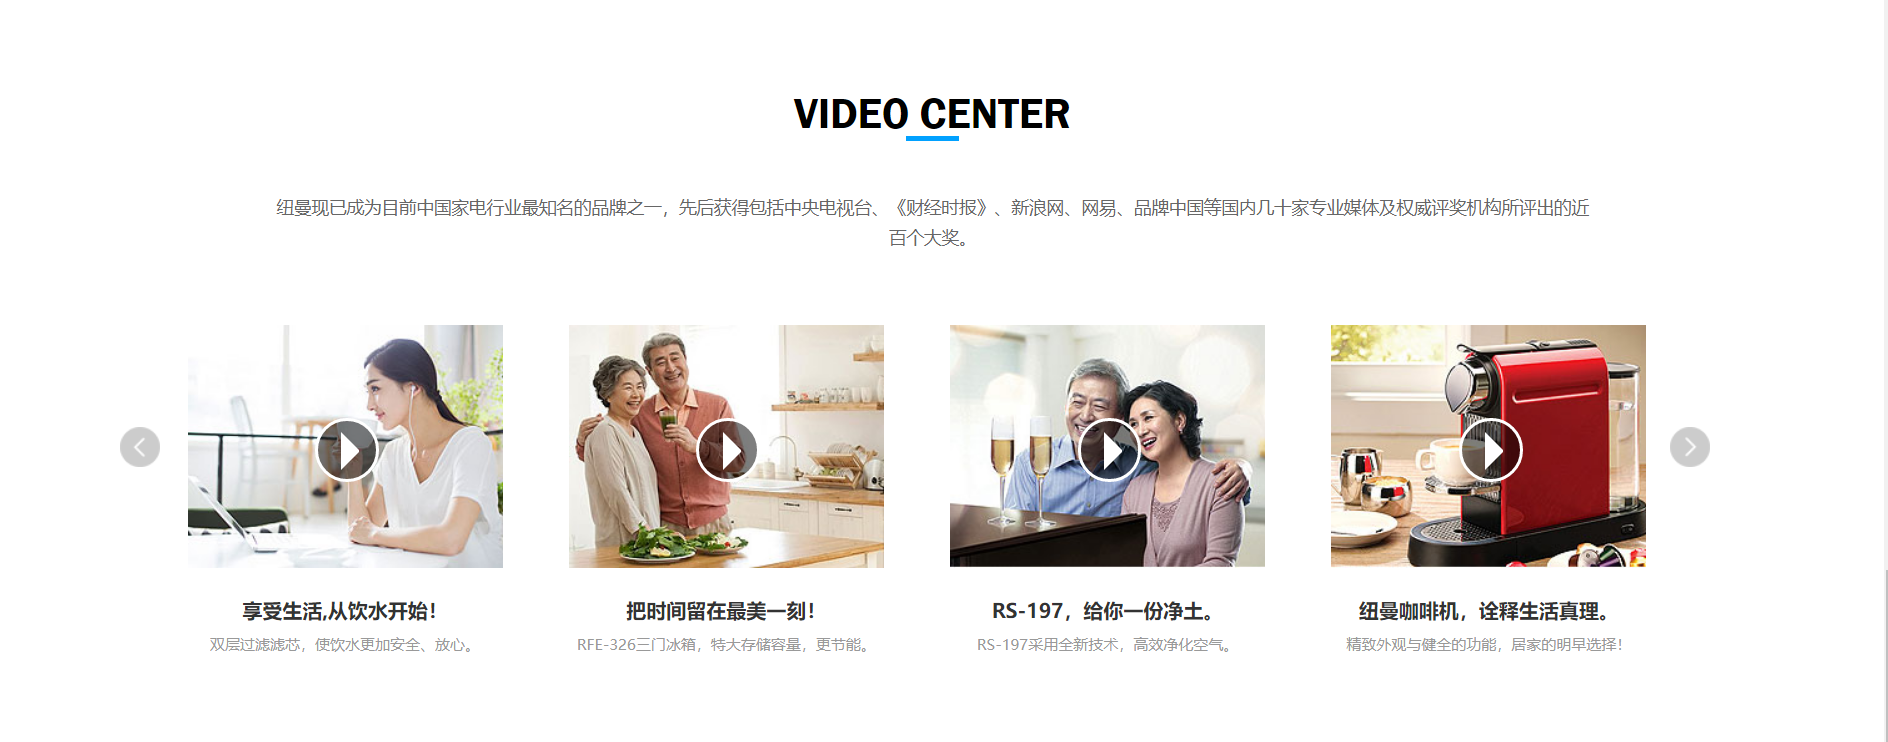 VIDEO CENTER
纽曼现已成为目前中国家电行业最知名的品牌之一，先后获得包括中央电视台、《财经时报》、新浪网、网易、品牌中国等国内几十家专业媒体及权威评奖机构所评出的近
百个大奖。
享受生活,从饮水开始！
双层过滤滤芯，使饮水更加安全、放心。
把时间留在最美一刻！
RFE-326三门冰箱，特大存储容量，更节能。
RS-197，给你一份净土。
RS-197采用全新技术，高效净化空气。
纽曼咖啡机，诠释生活真理。
精致外观与健全的功能，居家的明早选择！